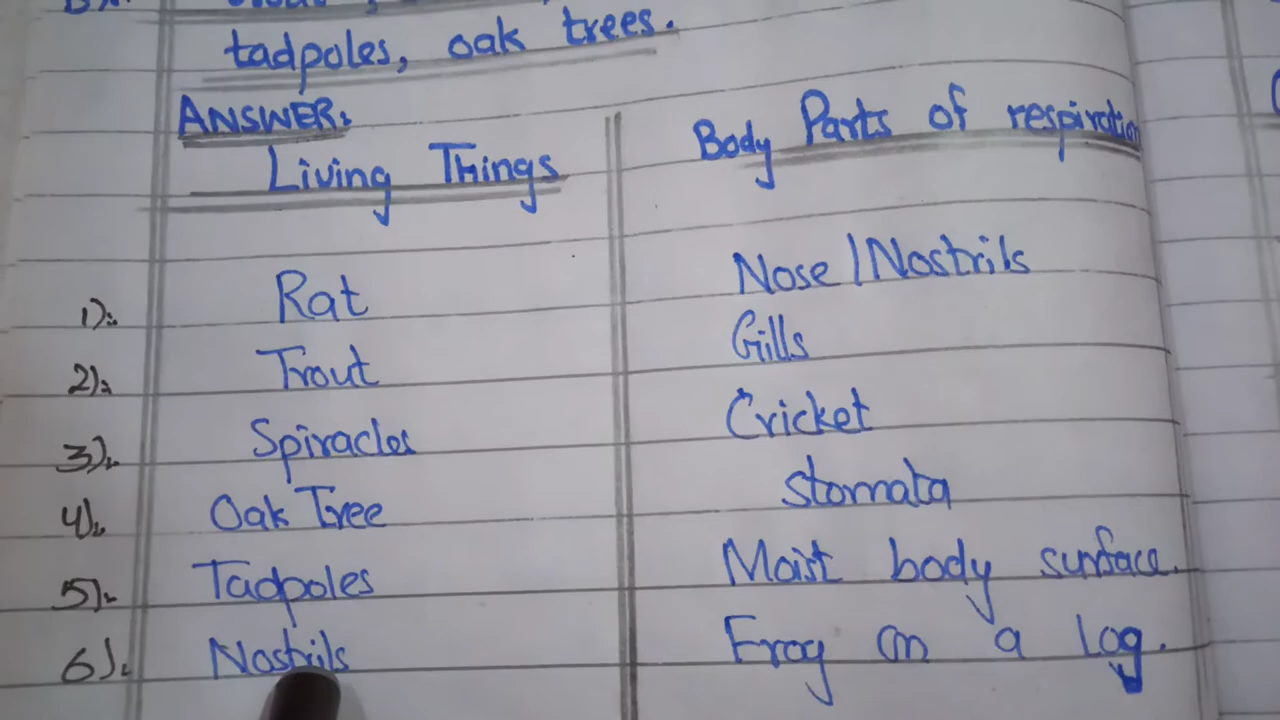 tadpoles, oak trees.
ANSWER:
Living Things
Body Parts of respiration
1): Rat Nose/Nostrils
2): Trout Gills
3): Spiracles Cricket
4): Oak Tree Stomata
5): Tadpoles Moist body surface.
6): Nostrils Frog on a log.